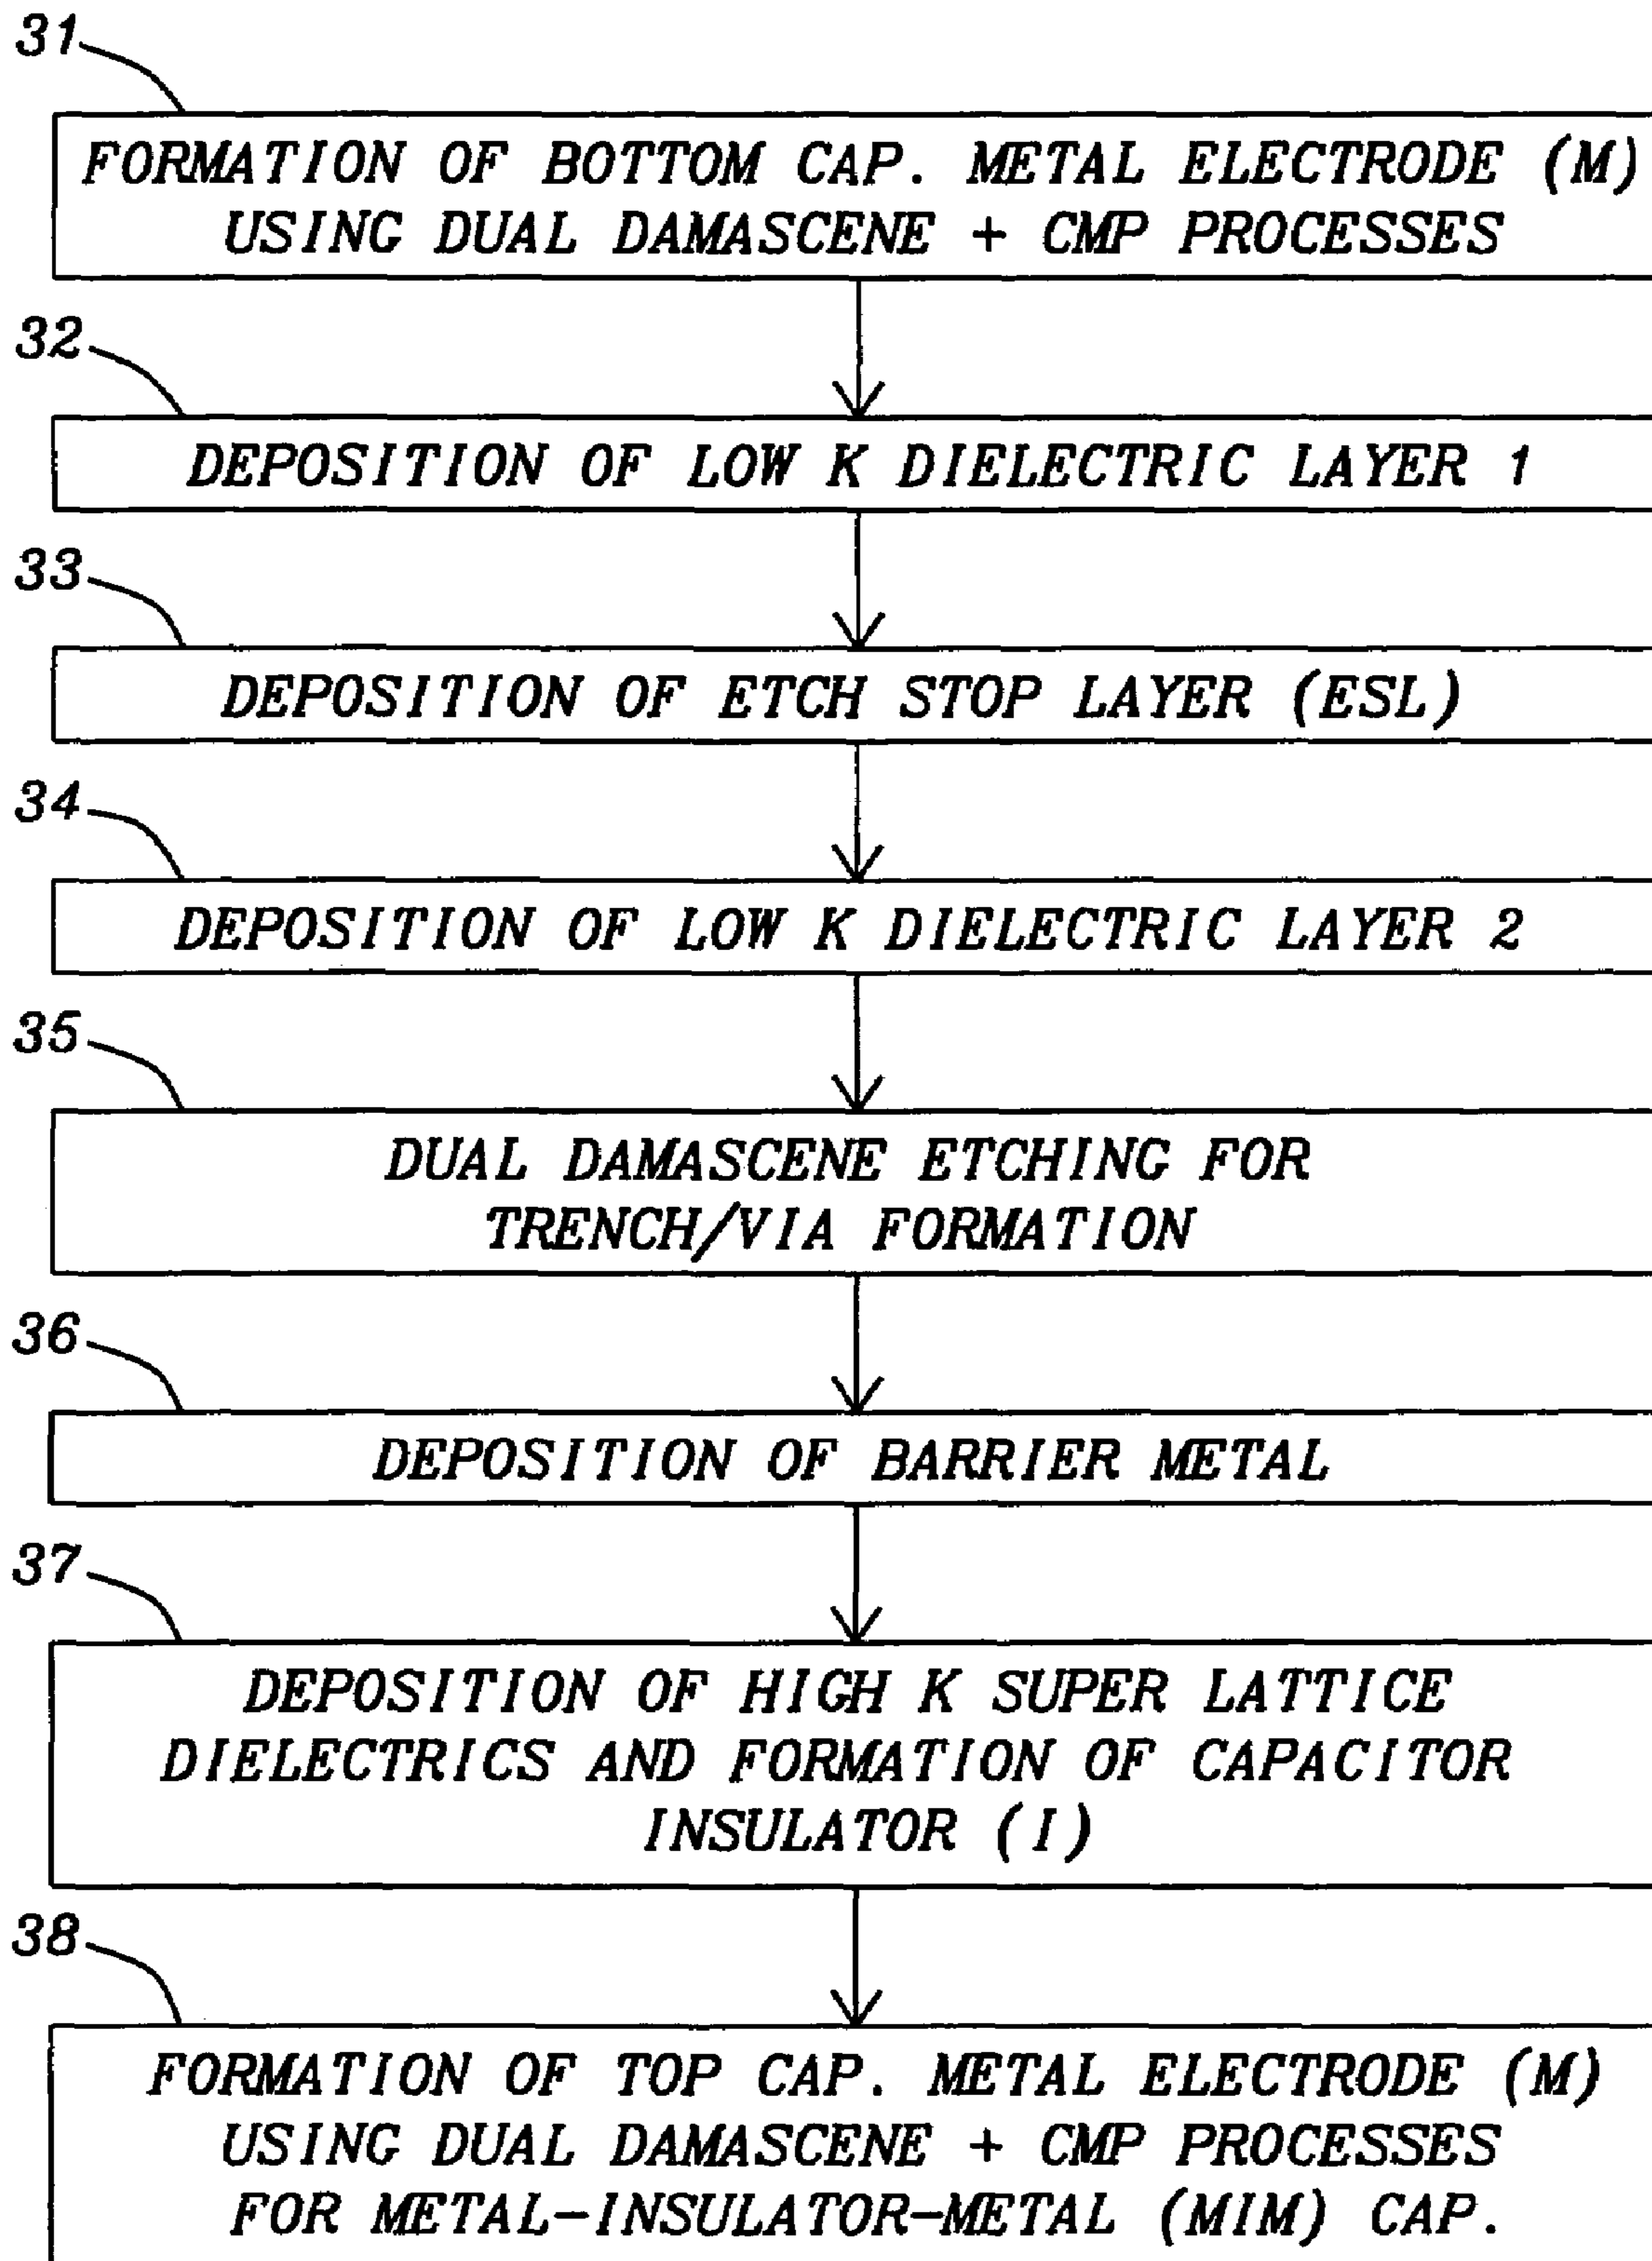 31
FORMATION OF BOTTOM CAP. METAL ELECTRODE (M)
USING DUAL DAMASCENE + CMP PROCESSES
32
DEPOSITION OF LOW K DIELECTRIC LAYER 1
33
DEPOSITION OF ETCH STOP LAYER (ESL)
34
DEPOSITION OF LOW K DIELECTRIC LAYER 2
35
DUAL DAMASCENE ETCHING FOR
TRENCH/VIA FORMATION
36
DEPOSITION OF BARRIER METAL
37
DEPOSITION OF HIGH K SUPER LATTICE
DIELECTRICS AND FORMATION OF CAPACITOR
INSULATOR (I)
38
FORMATION OF TOP CAP. METAL ELECTRODE (M)
USING DUAL DAMASCENE + CMP PROCESSES
FOR METAL-INSULATOR-METAL (MIM) CAP.